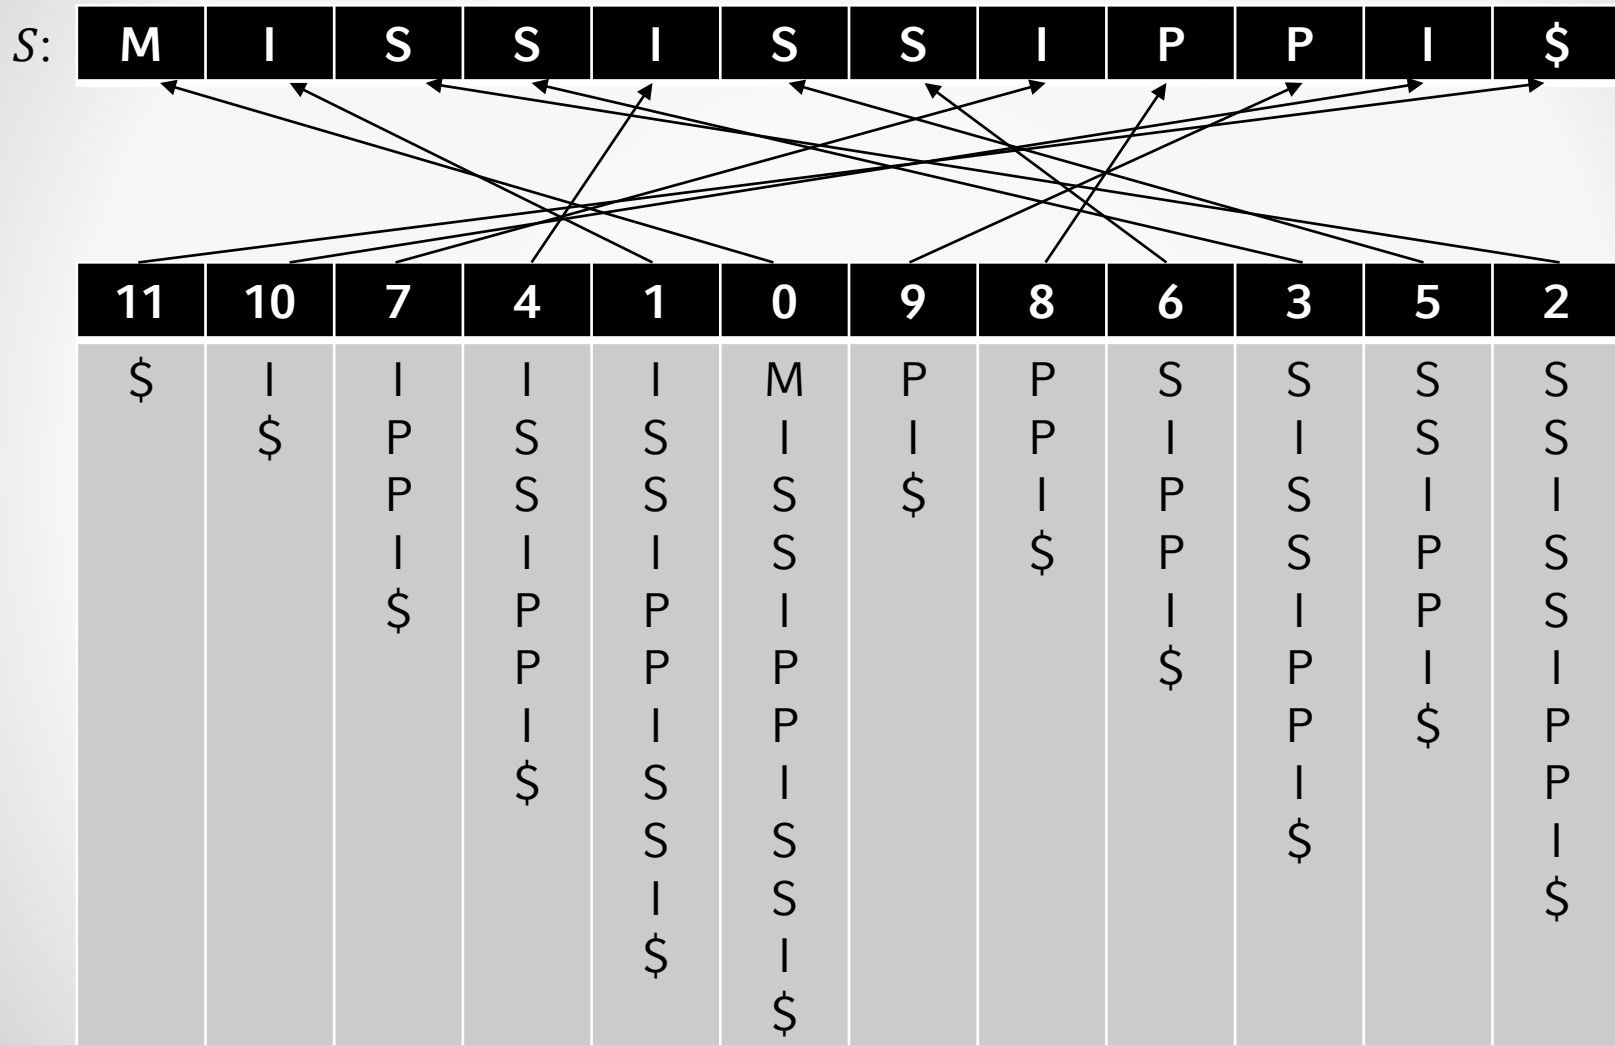 S: M I S S I S S I P P I $
11 10 7 4 1 0 9 8 6 3 5 2
$ I I I I M P P S S S S
$ P S S I I P I I S S
P S S S $ I P S I I
I I I S $ P S P S
$ P P I I I P S
P P P $ P I I
I I P P $ P
$ S I I P
S S $ I
I S $
$ I
$